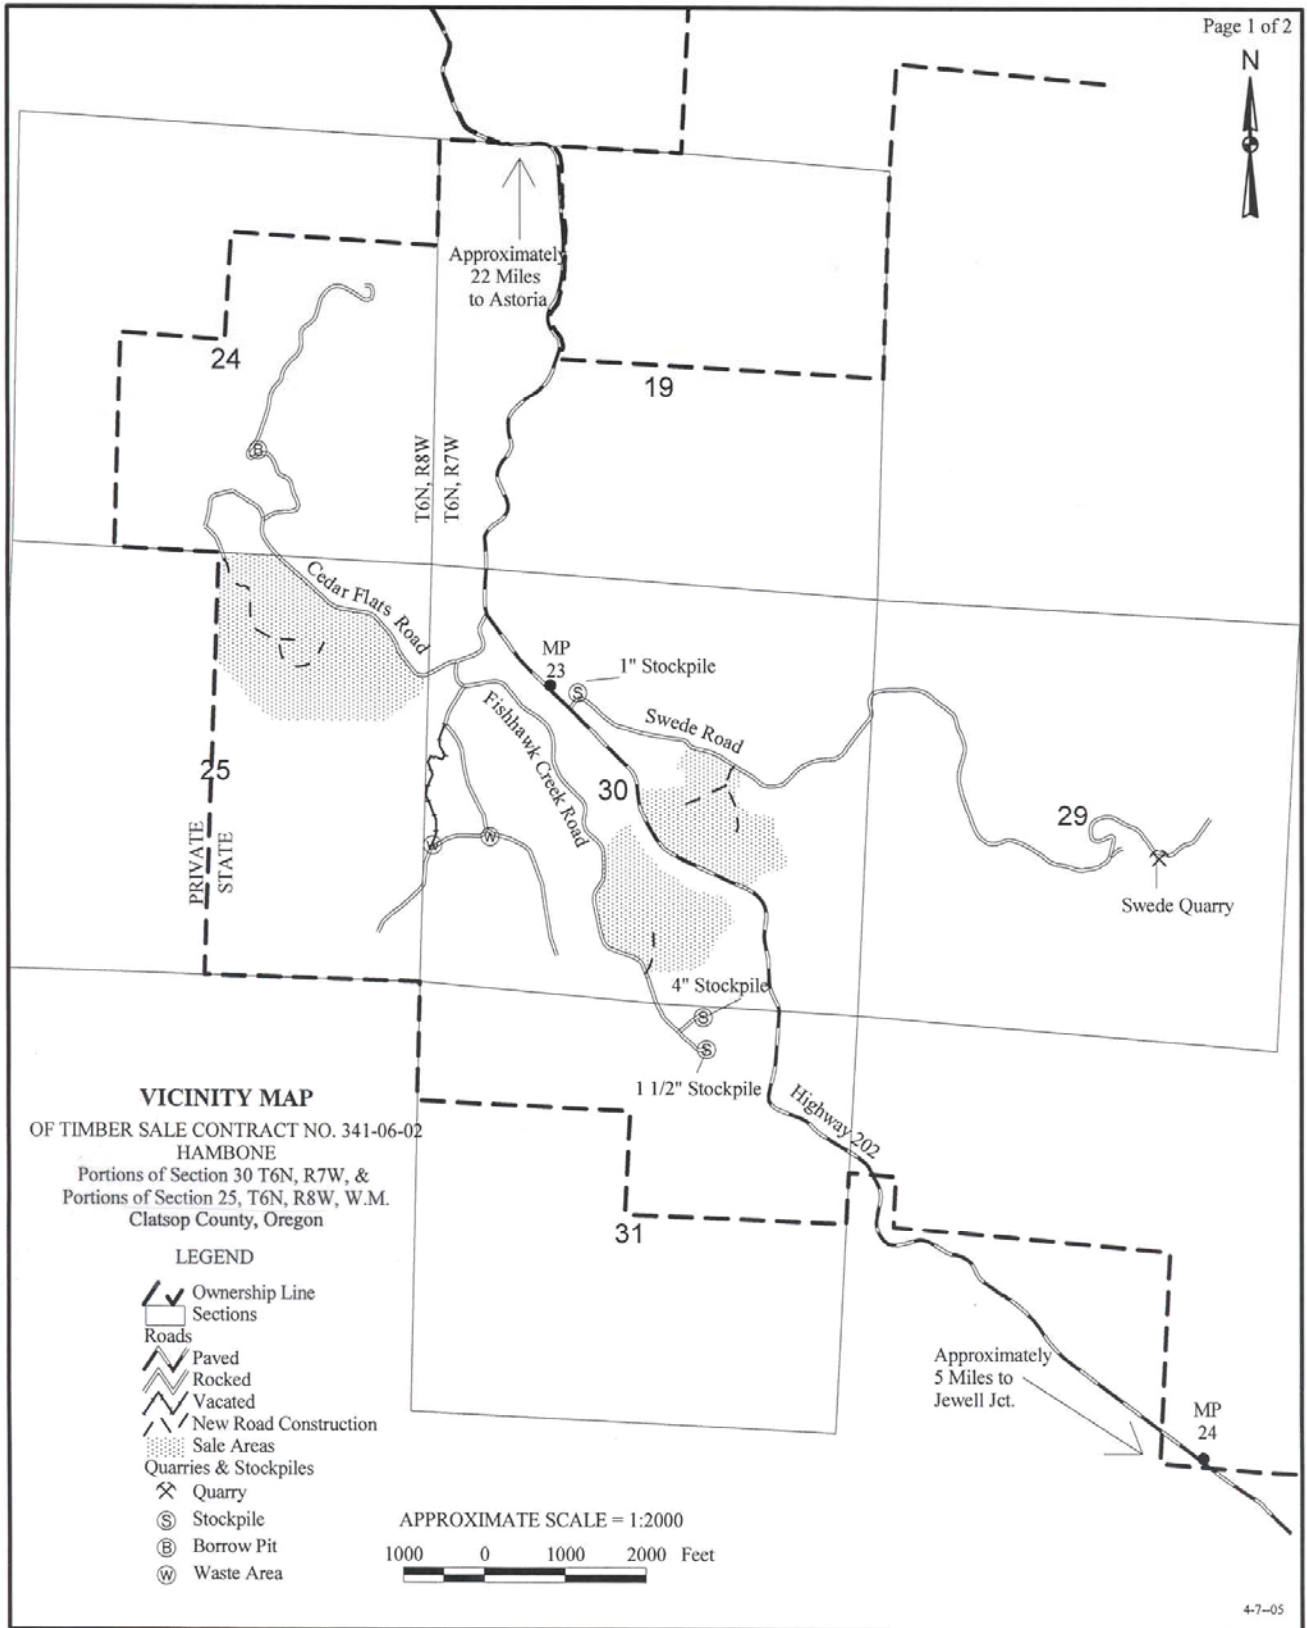 Page 1 of 2
N
Approximately
22 Miles
to Astoria
24
19
B
T6N, R8W
T6N, R7W
Cedar Flats Road
MP
23
S
1" Stockpile
Swede Road
Fishhawk Creek Road
25
30
29
PRIVATE
STATE
W
W
Swede Quarry
4" Stockpile
S
S
1 1/2" Stockpile
Highway 202
31
VICINITY MAP
OF TIMBER SALE CONTRACT NO. 341-06-02
HAMBONE
Portions of Section 30 T6N, R7W, &
Portions of Section 25, T6N, R8W, W.M.
Clatsop County, Oregon
LEGEND
Ownership Line
Sections
Roads
Paved
Rocked
Vacated
New Road Construction
Sale Areas
Quarries & Stockpiles
Quarry
S Stockpile
B Borrow Pit
W Waste Area
Approximately
5 Miles to
Jewell Jct.
MP
24
APPROXIMATE SCALE = 1:2000
1000 0 1000 2000 Feet
4-7--05